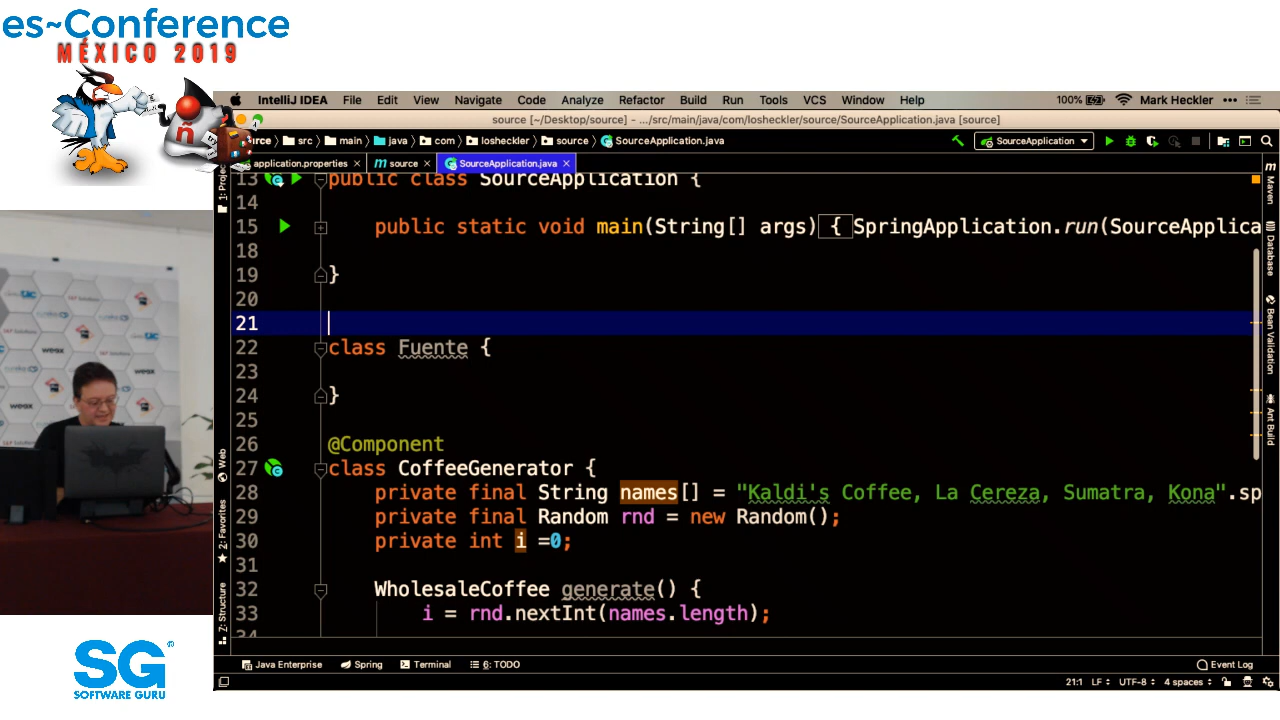 es~Conference
MÉXICO 2019
ñ
IntelliJ IDEA File Edit View Navigate Code Analyze Refactor Build Run Tools VCS Window Help 100% Mark Heckler
source [~/Desktop/source] - .../src/main/java/com/losheckler/source/SourceApplication.java [source]
src main java com losheckler source SourceApplication.java SourceApplication
application.properties source SourceApplication.java
13 public class SourceApplication {
14
15 public static void main(String[] args) { SpringApplication.run(SourceApplica
18
19 }
20
21
22 class Fuente {
23
24 }
25
26 @Component
27 class CoffeeGenerator {
28 private final String names[] = "Kaldi's Coffee, La Cereza, Sumatra, Kona".sp
29 private final Random rnd = new Random();
30 private int i =0;
31
32 WholesaleCoffee generate() {
33 i = rnd.nextInt(names.length);
34
Web
2: Favorites
Z: Structure
Maven
Database
Bean Validation
Ant Build
Java Enterprise Spring Terminal 6: TODO Event Log
21:1 LF UTF-8 4 spaces
weax
weax
SG
SOFTWARE GURU